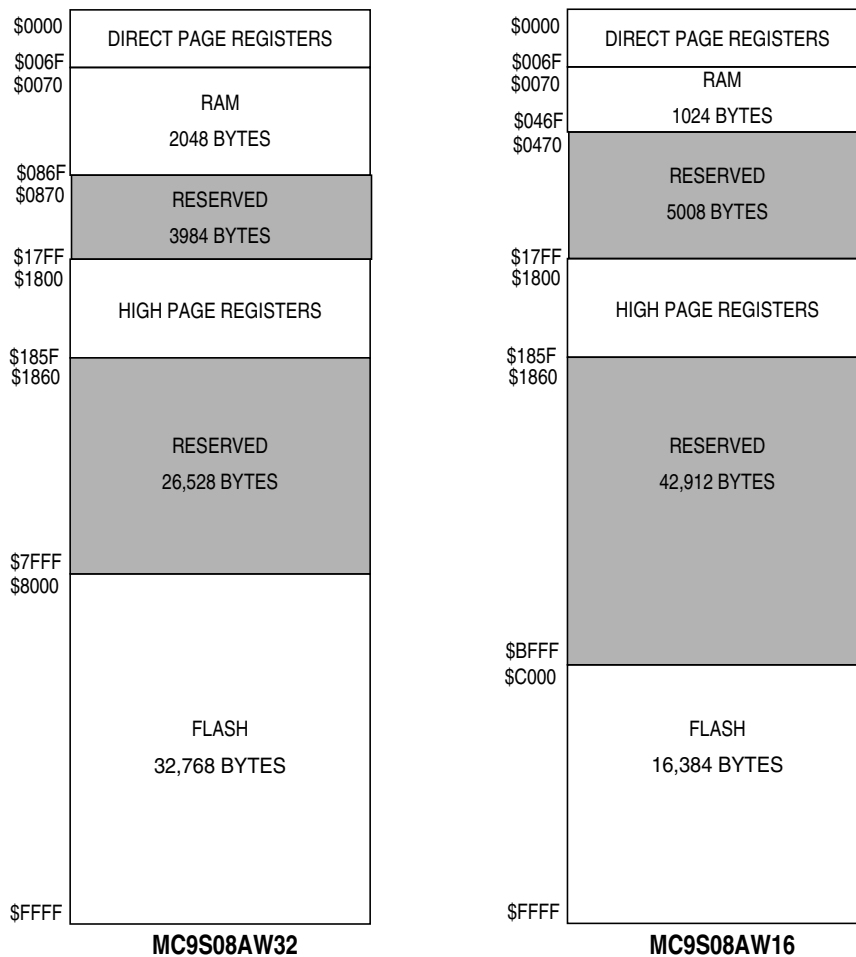 $0000
DIRECT PAGE REGISTERS
$006F
$0070
RAM
2048 BYTES
$086F
$0870
RESERVED
3984 BYTES
$17FF
$1800
HIGH PAGE REGISTERS
$185F
$1860
RESERVED
26,528 BYTES
$7FFF
$8000
FLASH
32,768 BYTES
$FFFF
MC9S08AW32
$0000
DIRECT PAGE REGISTERS
$006F
$0070
RAM
1024 BYTES
$046F
$0470
RESERVED
5008 BYTES
$17FF
$1800
HIGH PAGE REGISTERS
$185F
$1860
RESERVED
42,912 BYTES
$BFFF
$C000
FLASH
16,384 BYTES
$FFFF
MC9S08AW16